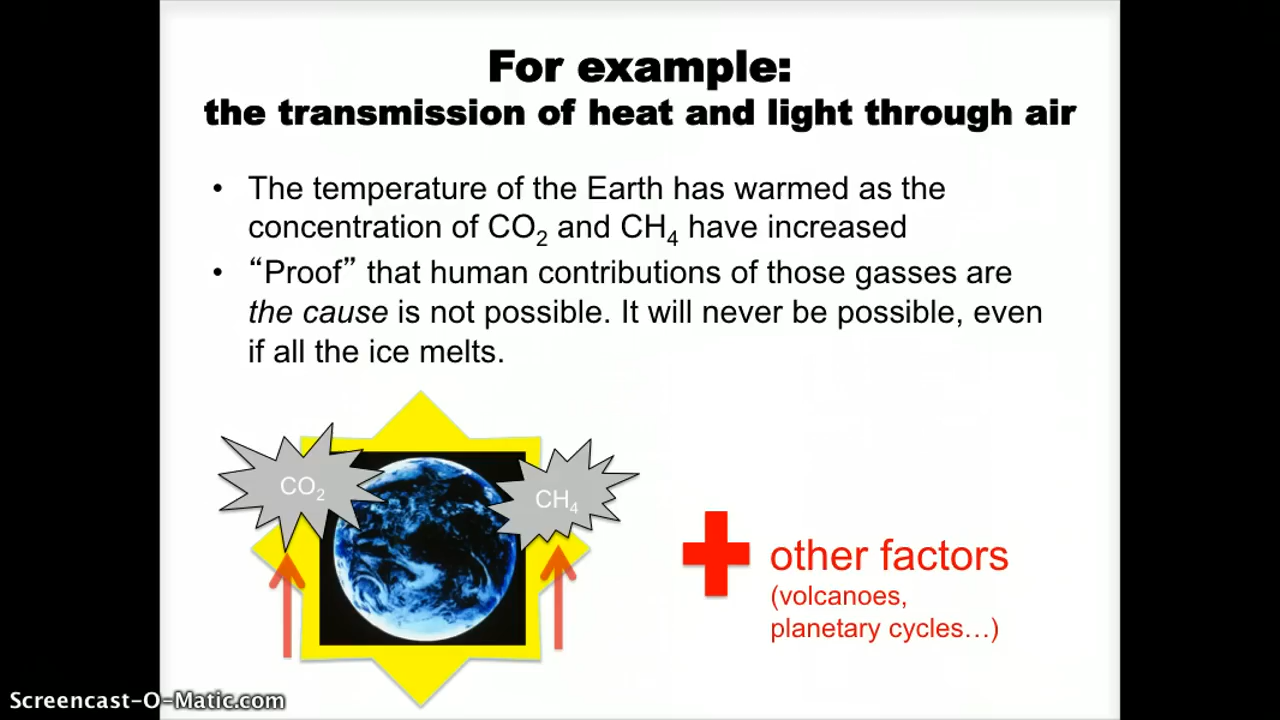 For example:
the transmission of heat and light through air
• The temperature of the Earth has warmed as the
concentration of CO₂ and CH₄ have increased
• “Proof” that human contributions of those gasses are
the cause is not possible. It will never be possible, even
if all the ice melts.
CO₂
CH₄
other factors
(volcanoes,
planetary cycles…)
Screencast-O-Matic.com